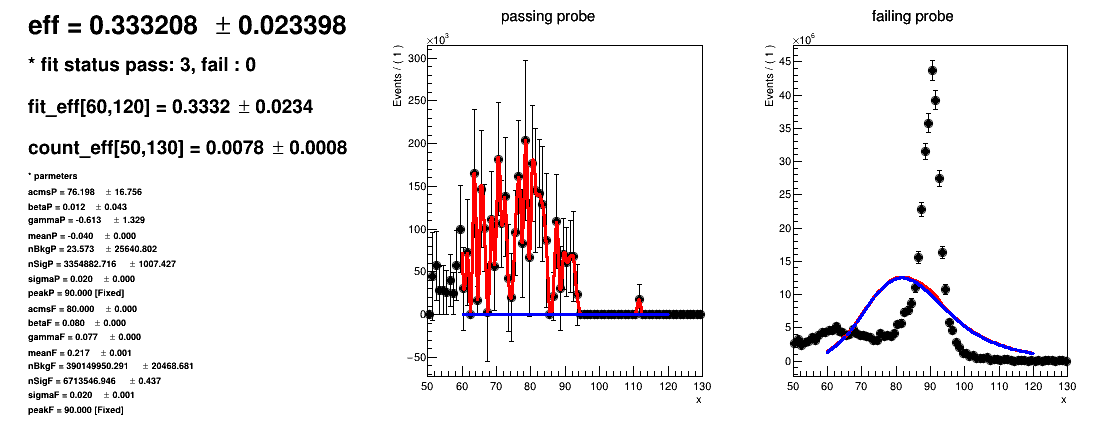 eff = 0.333208 ± 0.023398
* fit status pass: 3, fail : 0
fit_eff[60,120] = 0.3332 ± 0.0234
count_eff[50,130] = 0.0078 ± 0.0008
* parmeters
acmsP = 76.198 ± 16.756
betaP = 0.012 ± 0.043
gammaP = -0.613 ± 1.329
meanP = -0.040 ± 0.000
nBkgP = 23.573 ± 25640.802
nSigP = 3354882.716 ± 1007.427
sigmaP = 0.020 ± 0.000
peakP = 90.000 [Fixed]
acmsF = 80.000 ± 0.000
betaF = 0.080 ± 0.000
gammaF = 0.077 ± 0.000
meanF = 0.217 ± 0.001
nBkgF = 390149950.291 ± 20468.681
nSigF = 6713546.946 ± 0.437
sigmaF = 0.020 ± 0.001
peakF = 90.000 [Fixed]
passing probe
×10³
Events / ( 1 )
300
250
200
150
100
50
0
−50
50 60 70 80 90 100 110 120 130
x
failing probe
×10⁶
Events / ( 1 )
45
40
35
30
25
20
15
10
5
0
50 60 70 80 90 100 110 120 130
x